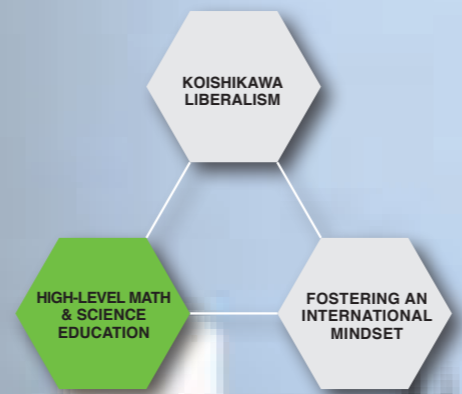 KOISHIKAWA
LIBERALISM
HIGH-LEVEL MATH
& SCIENCE
EDUCATION
FOSTERING AN
INTERNATIONAL
MINDSET